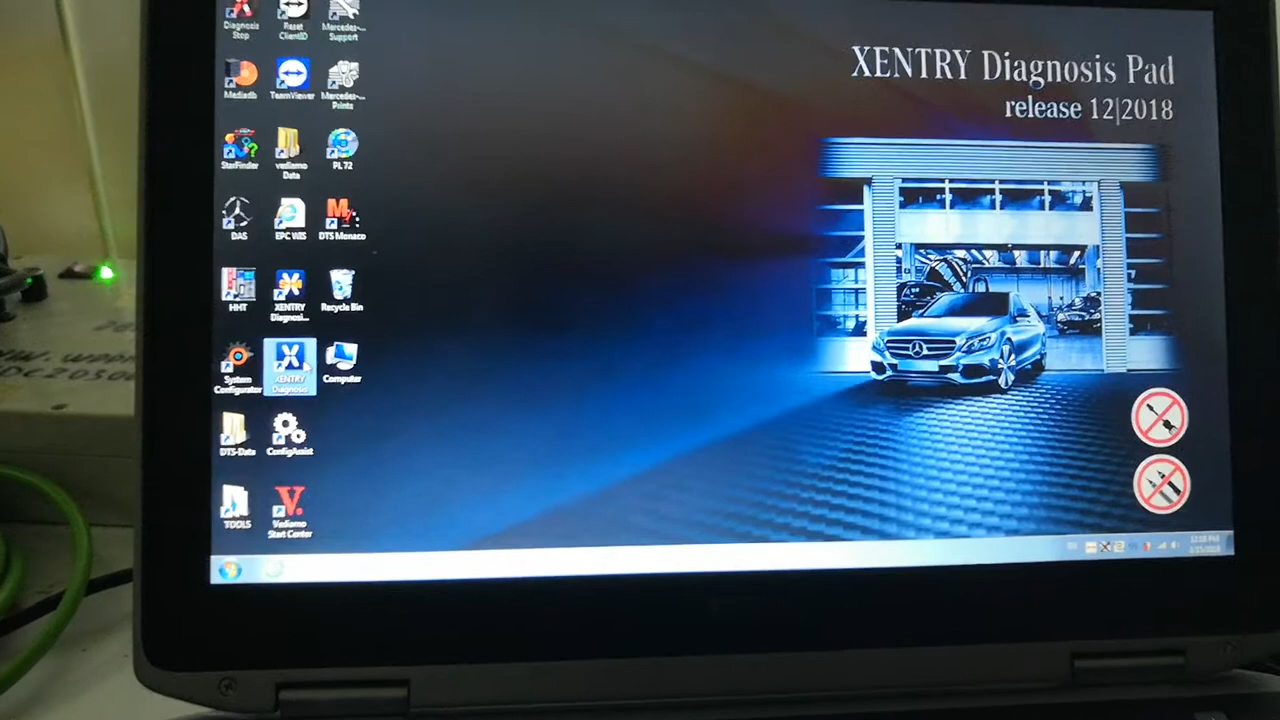 XENTRY Diagnosis Pad
release 12|2018
Diagnosis
Stop
Reset
ClientID
Mercedes-...
Support
Mediadb
TeamViewer
Mercedes-...
Points
StarFinder
vediamo
Data
PL 72
DAS
EPC WIS
DTS Monaco
HHT
XENTRY
Diagnosi...
Recycle Bin
System
Configurator
XENTRY
Diagnosis
Computer
DTS-Data
ConfigAssist
TOOLS
Vediamo
Start Center